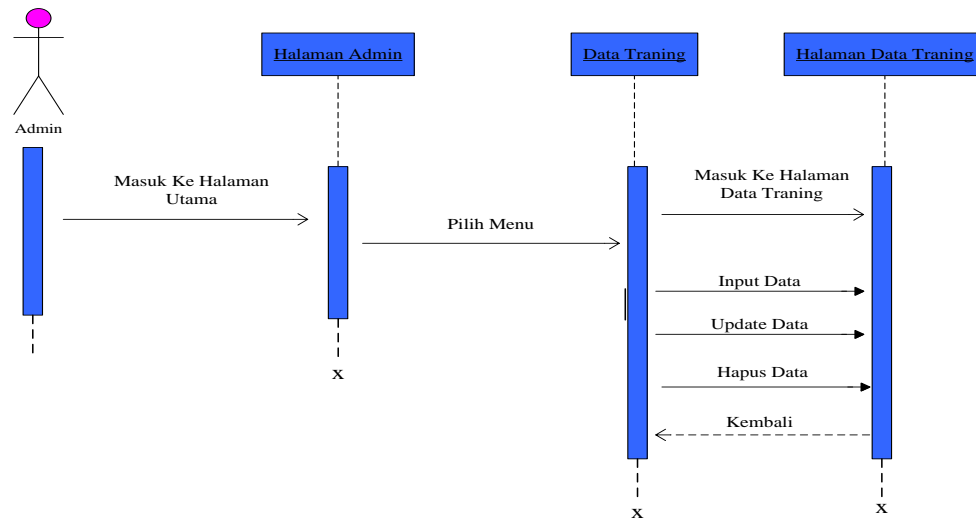 Halaman Admin
Data Traning
Halaman Data Traning
Admin
Masuk Ke Halaman
Utama
Pilih Menu
Masuk Ke Halaman
Data Traning
Input Data
Update Data
Hapus Data
Kembali
x
x
x